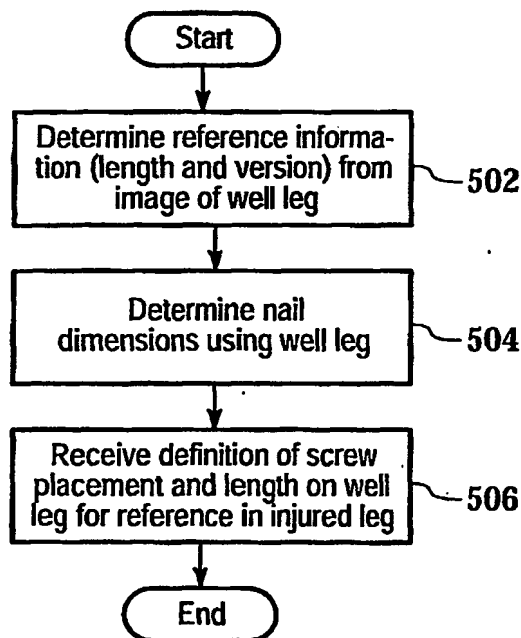 Start
Determine reference informa-
tion (length and version) from
image of well leg
502
Determine nail
dimensions using well leg
504
Receive definition of screw
placement and length on well
leg for reference in injured leg
506
End